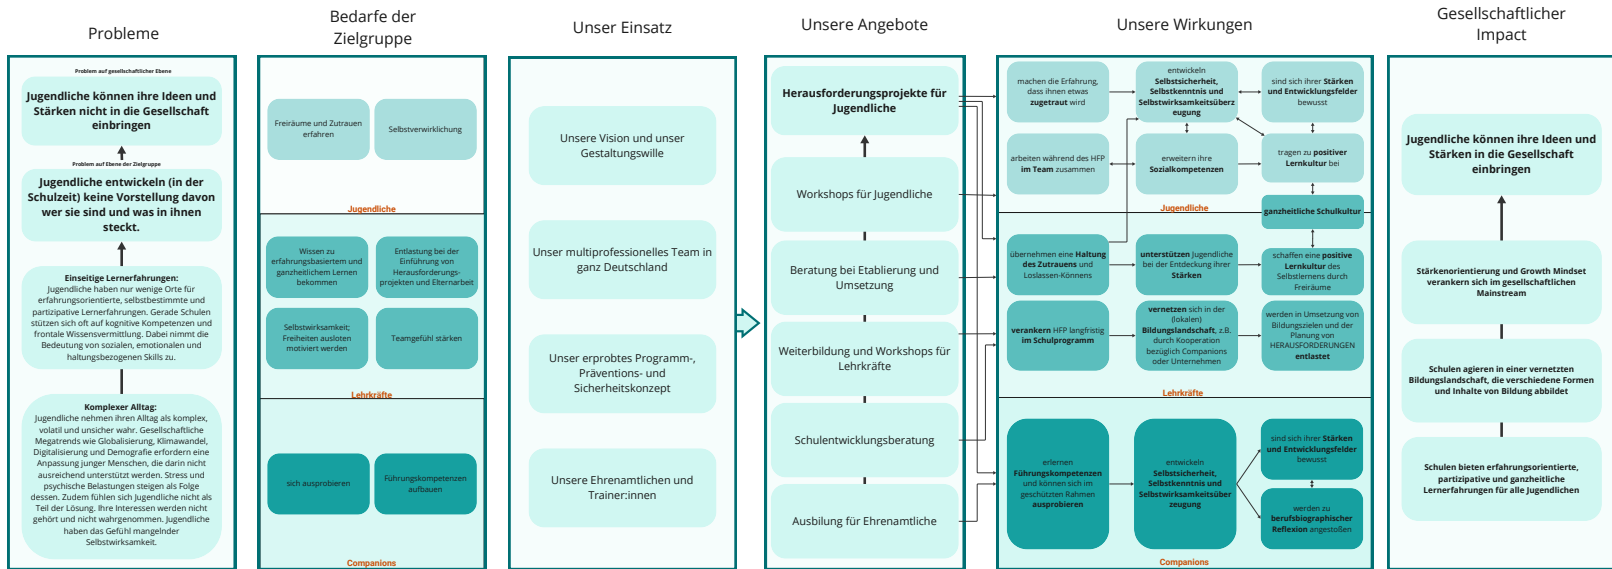 Probleme
Problem auf gesellschaftlicher Ebene
Jugendliche können ihre Ideen und
Stärken nicht in die Gesellschaft
einbringen
Problem auf Ebene der Zielgruppe
Jugendliche entwickeln (in der
Schulzeit) keine Vorstellung davon
wer sie sind und was in ihnen
steckt.
Einseitige Lernerfahrungen:
Jugendliche haben nur wenige Orte für
erfahrungsorientierte, selbstbestimmte und
partizipative Lernerfahrungen. Gerade Schulen
stützen sich oft auf kognitive Kompetenzen und
frontale Wissensvermittlung. Dabei nimmt die
Bedeutung von sozialen, emotionalen und
haltungsbezogenen Skills zu.
Komplexer Alltag:
Jugendliche nehmen ihren Alltag als komplex,
volatil und unsicher wahr. Gesellschaftliche
Megatrends wie Globalisierung, Klimawandel,
Digitalisierung und Demografie erfordern eine
Anpassung junger Menschen, die darin nicht
ausreichend unterstützt werden. Stress und
psychische Belastungen steigen als Folge
dessen. Zudem fühlen sich Jugendliche nicht als
Teil der Lösung. Ihre Interessen werden nicht
gehört und nicht wahrgenommen. Jugendliche
haben das Gefühl mangelnder
Selbstwirksamkeit.
Bedarfe der
Zielgruppe
Freiräume und Zutrauen
erfahren
Selbstverwirklichung
Jugendliche
Wissen zu
erfahrungsbasiertem und
ganzheitlichem Lernen
bekommen
Entlastung bei der
Einführung von
Herausforderungs-
projekten und Elternarbeit
Selbstwirksamkeit;
Freiheiten ausloten
motiviert werden
Teamgefühl stärken
Lehrkräfte
sich ausprobieren
Führungskompetenzen
aufbauen
Companions
Unser Einsatz
Unsere Vision und unser
Gestaltungswille
Unser multiprofessionelles Team in
ganz Deutschland
Unser erprobtes Programm-,
Präventions- und
Sicherheitskonzept
Unsere Ehrenamtlichen und
Trainer:innen
Unsere Angebote
Herausforderungsprojekte für
Jugendliche
Workshops für Jugendliche
Beratung bei Etablierung und
Umsetzung
Weiterbildung und Workshops für
Lehrkräfte
Schulentwicklungsberatung
Ausbilung für Ehrenamtliche
Unsere Wirkungen
machen die Erfahrung,
dass ihnen etwas
zugetraut wird
entwickeln
Selbstsicherheit,
Selbstkenntnis und
Selbstwirksamkeitsüberz
eugung
sind sich ihrer Stärken
und Entwicklungsfelder
bewusst
arbeiten während des HFP
im Team zusammen
erweitern ihre
Sozialkompetenzen
tragen zu positiver
Lernkultur bei
Jugendliche
ganzheitliche Schulkultur
übernehmen eine Haltung
des Zutrauens und
Loslassen-Könnens
unterstützen Jugendliche
bei der Entdeckung ihrer
Stärken
schaffen eine positive
Lernkultur des
Selbstlernens durch
Freiräume
verankern HFP langfristig
im Schulprogramm
vernetzen sich in der
(lokalen)
Bildungslandschaft, z.B.
durch Kooperation
bezüglich Companions
oder Unternehmen
werden in Umsetzung von
Bildungszielen und der
Planung von
HERAUSFORDERUNGEN
entlastet
Lehrkräfte
erlernen
Führungskompetenzen
und können sich im
geschützten Rahmen
ausprobieren
entwickeln
Selbstsicherheit,
Selbstkenntnis und
Selbstwirksamkeitsüber
zeugung
sind sich ihrer Stärken
und Entwicklungsfelder
bewusst
werden zu
berufsbiographischer
Reflexion angestoßen
Companions
Gesellschaftlicher
Impact
Jugendliche können ihre Ideen und
Stärken in die Gesellschaft
einbringen
Stärkenorientierung und Growth Mindset
verankern sich im gesellschaftlichen
Mainstream
Schulen agieren in einer vernetzten
Bildungslandschaft, die verschiedene Formen
und Inhalte von Bildung abbildet
Schulen bieten erfahrungsorientierte,
partizipative und ganzheitliche
Lernerfahrungen für alle Jugendlichen